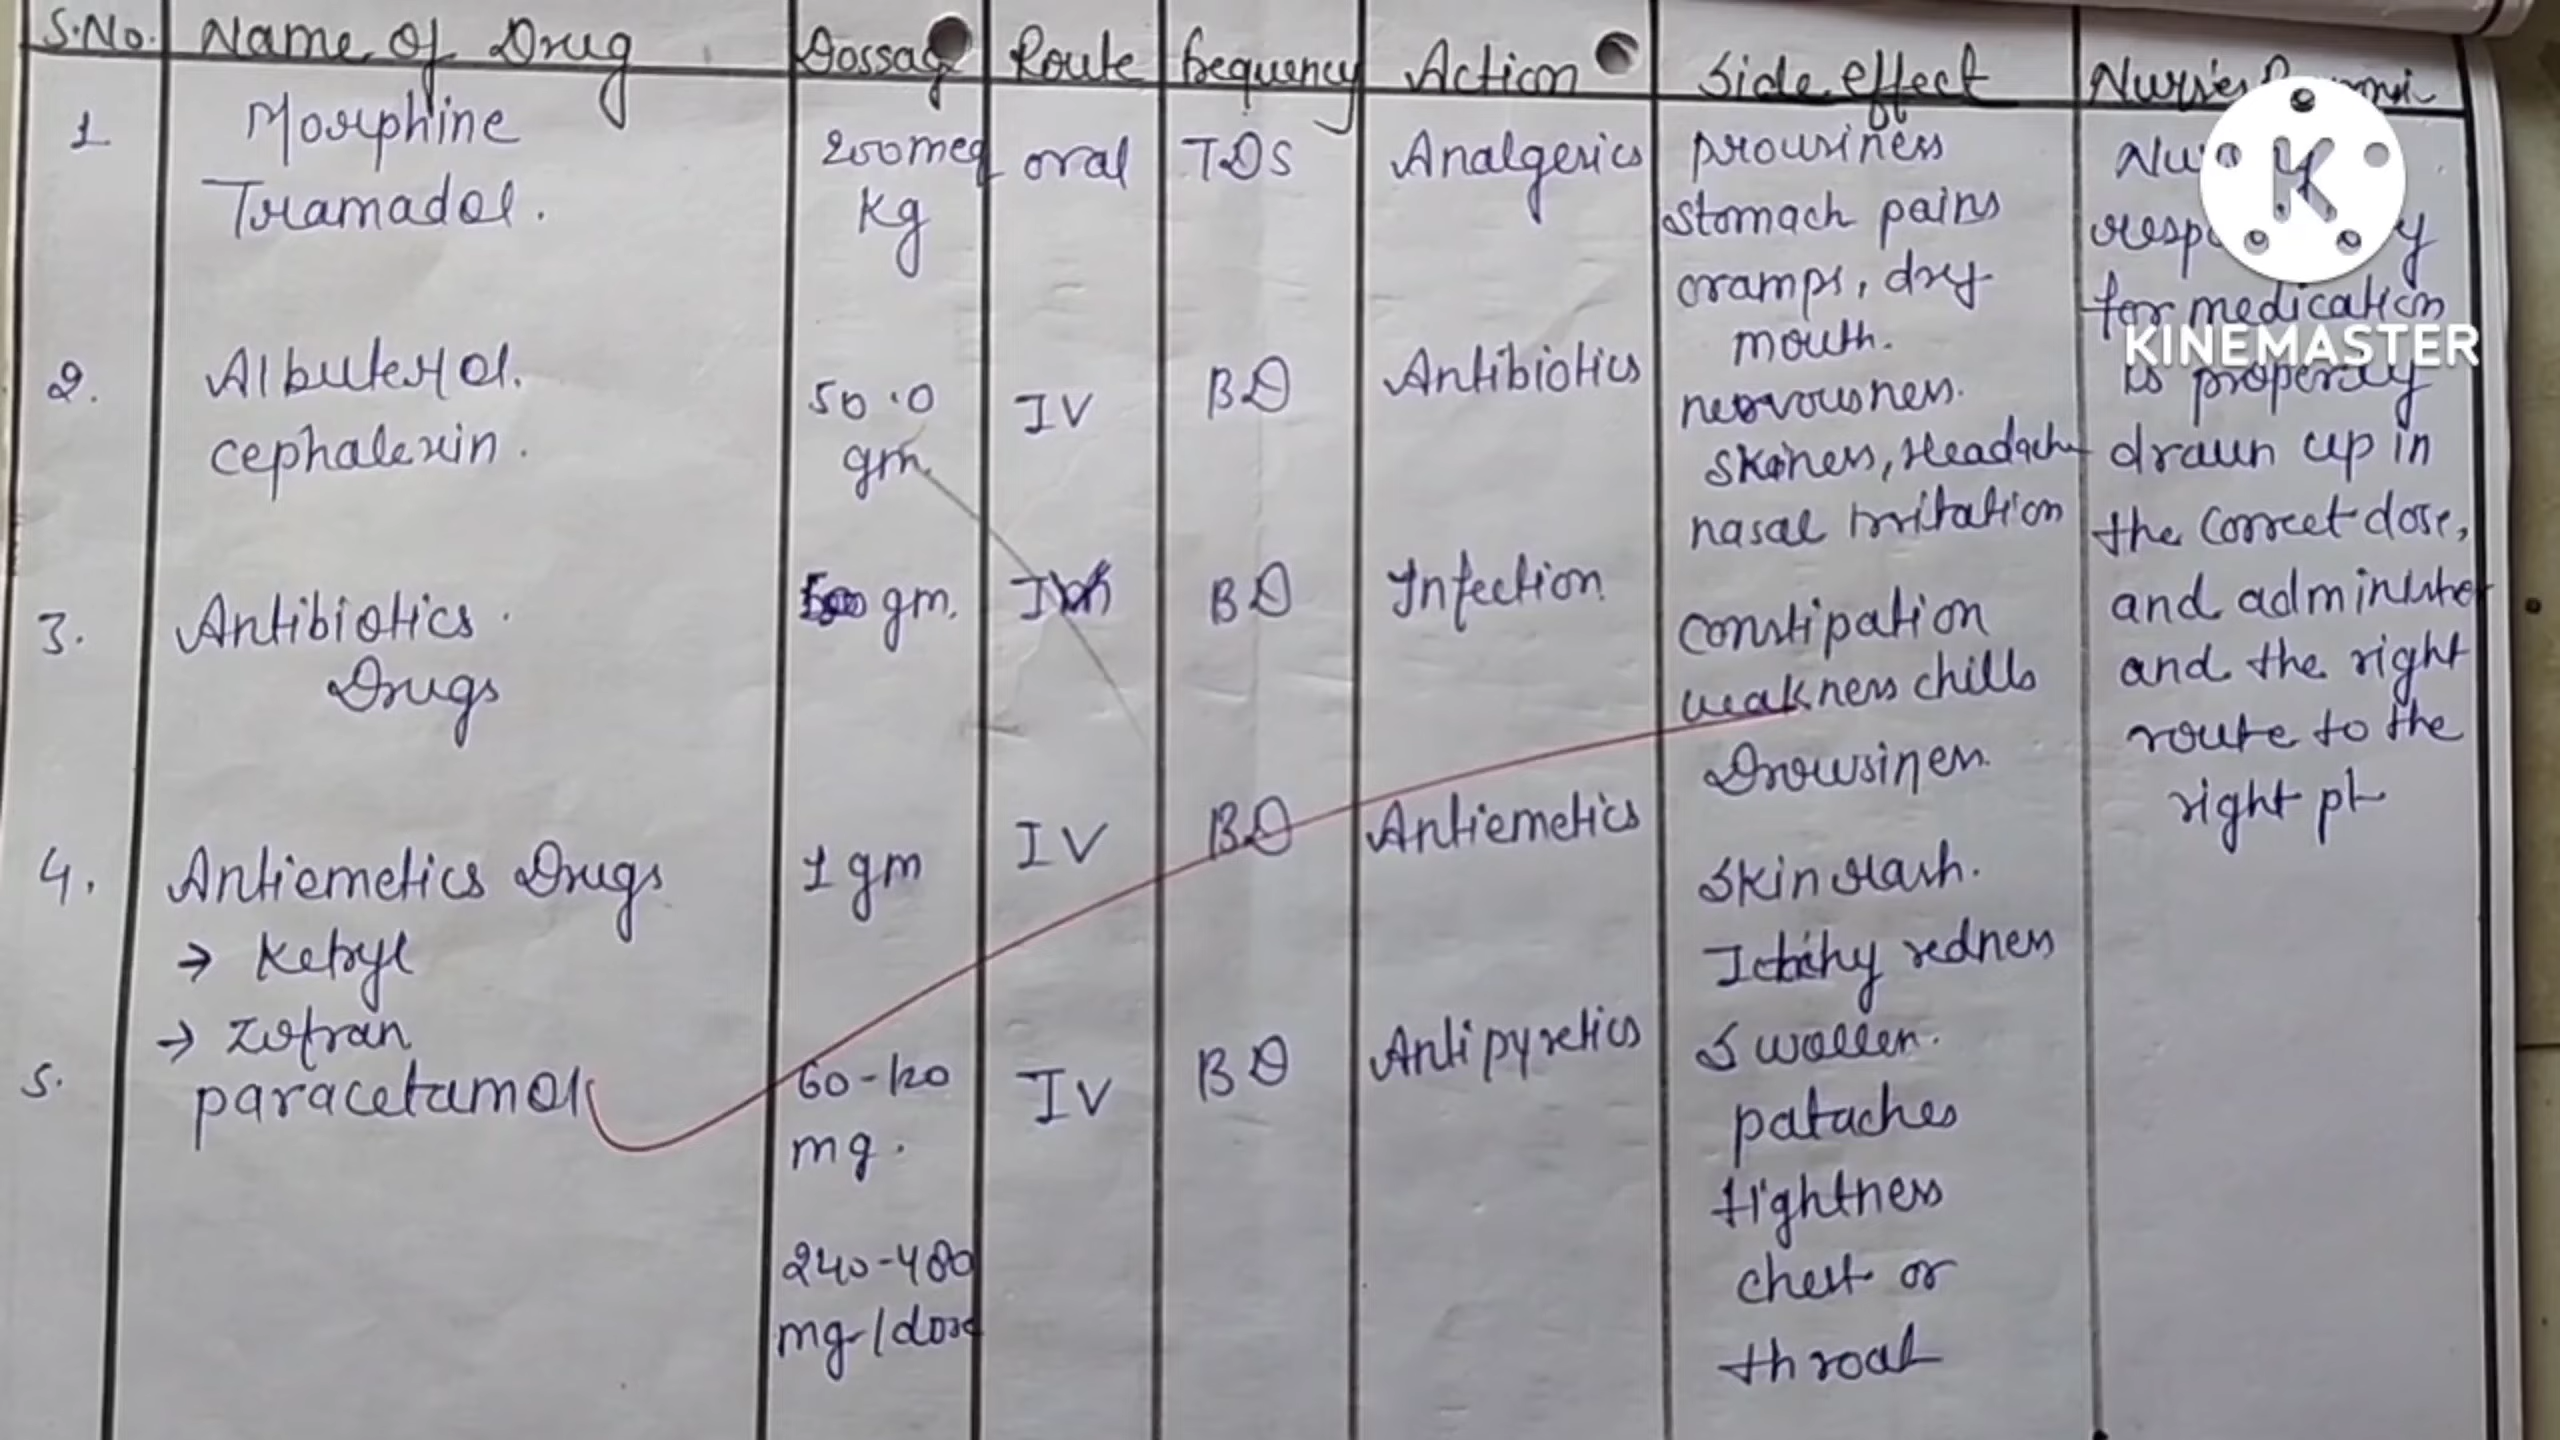 S.No. Name Of Drug Dossag Route frequency Action Side effect
1 Morphine 200meq oral TDS Analgesics prowsiness
Tramadol. Kg stomach pains
cramps, dry for medication
mouth.
KINEMASTER
2. Albuterol. 50.0 IV BD Antibiotics nervousness. is properly
cephalexin. gm. Skiness, Headache drawn up in
nasal irritation the correct dose,
3. Antibiotics. gm. BD Infection constipation and administer
Drugs weakness chills and the right
Drowsiness. route to the
right pt
4. Antiemetics Drugs 1 gm IV BD Antiemetics Skin rash.
→ Ketryl redness
→ Zofran Swollen.
5. paracetamol 60-120 IV BD Antipyretics pataches
mg. tightness
240-480 chest or
mg/dose throat